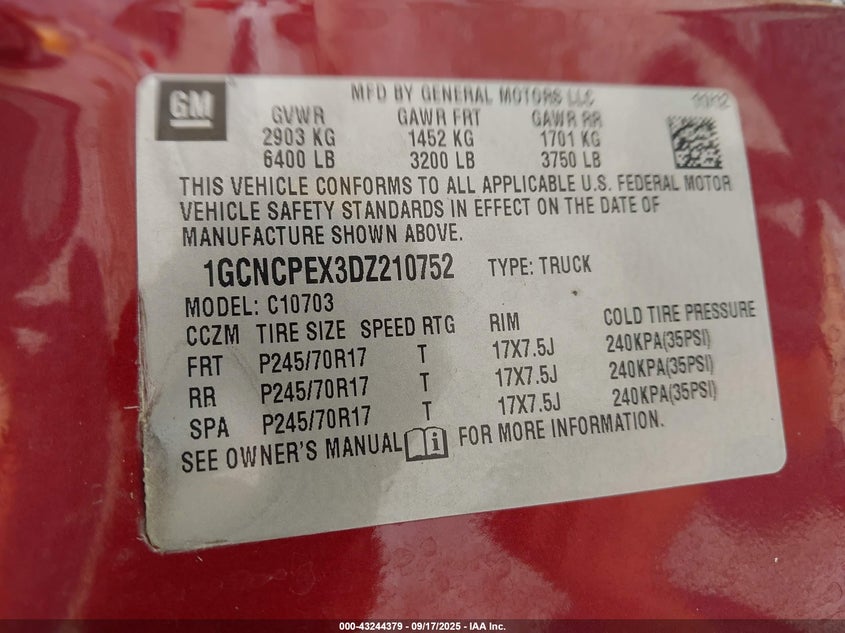 GM
MFD BY GENERAL MOTORS LLC 10/12
GVWR GAWR FRT GAWR RR
2903 KG 1452 KG 1701 KG
6400 LB 3200 LB 3750 LB
THIS VEHICLE CONFORMS TO ALL APPLICABLE U.S. FEDERAL MOTOR
VEHICLE SAFETY STANDARDS IN EFFECT ON THE DATE OF
MANUFACTURE SHOWN ABOVE.
1GCNCPEX3DZ210752 TYPE: TRUCK
MODEL: C10703
CCZM TIRE SIZE SPEED RTG RIM COLD TIRE PRESSURE
FRT P245/70R17 T 17X7.5J 240KPA(35PSI)
RR P245/70R17 T 17X7.5J 240KPA(35PSI)
SPA P245/70R17 T 17X7.5J 240KPA(35PSI)
SEE OWNER'S MANUAL i FOR MORE INFORMATION.
000-43244379 - 09/17/2025 - IAA Inc.